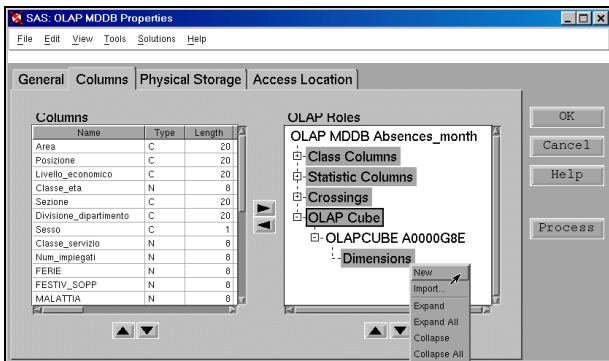 SAS: OLAP MDDB Properties
File Edit View Tools Solutions Help
General Columns Physical Storage Access Location
Columns
Name Type Length
Area C 20
Posizione C 20
Livello_economico C 20
Classe_eta N 8
Sezione C 20
Divisione_dipartimento C 20
Sesso C 1
Classe_servizio N 8
Num_impiegati N 8
FERIE N 8
FESTIV_SOPP N 8
MALATTIA N 8
OLAP Roles
OLAP MDDB Absences_month
Class Columns
Statistic Columns
Crossings
OLAP Cube
OLAPCUBE A0000G8E
Dimensions
New
Import...
Expand
Expand All
Collapse
Collapse All
OK
Cancel
Help
Process